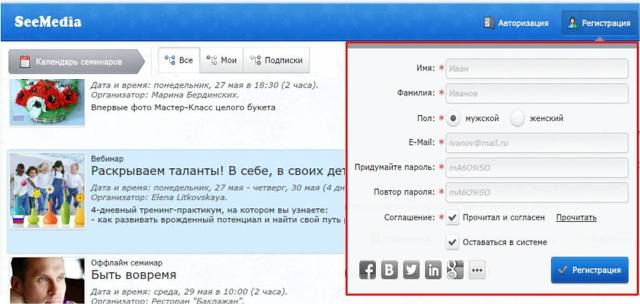 SeeMedia
Авторизация
Регистрация
Календарь семинаров
Все
Мои
Подписки
Дата и время: понедельник, 27 мая в 18:30 (2 часа).
Организатор: Марина Бердинских.
Впервые фото Мастер-Класс целого букета
Вебинар
Раскрываем таланты! В себе, в своих дет
Дата и время: понедельник, 27 мая - четверг, 30 мая (4 дн
Организатор: Elena Litkovskaya.
4-дневный тренинг-практикум, на котором вы узнаете:
- как развивать врожденный потенциал и найти свой путь р
Оффлайн семинар
Быть вовремя
Дата и время: среда, 29 мая в 10:00 (2 часа).
Организатор: Ресторан "Баклажан".
Имя: * Иван
Фамилия: * Иванов
Пол: * мужской женский
E-Mail: * ivanov@mail.ru
Придумайте пароль: * mA6O9iSO
Повтор пароля: * mA6O9iSO
Соглашение: * Прочитал и согласен Прочитать
Оставаться в системе
Регистрация